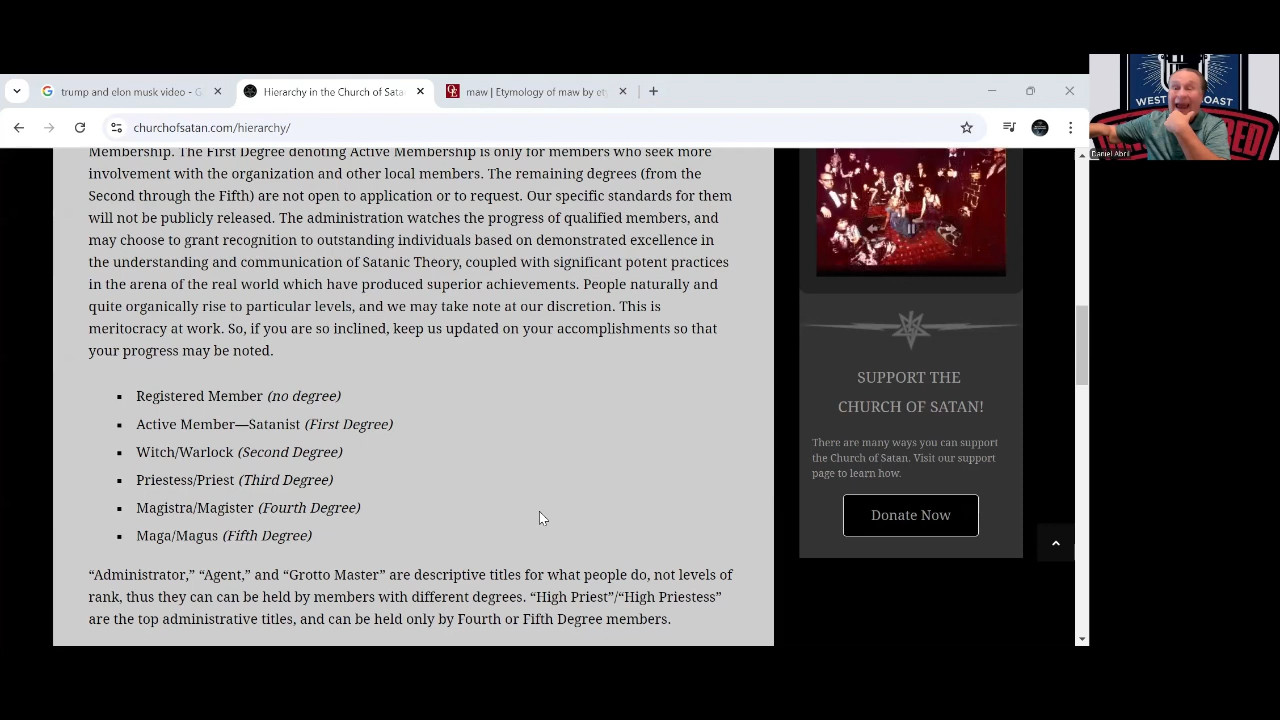 trump and elon musk video - G
Hierarchy in the Church of Sata
maw | Etymology of maw by et
churchofsatan.com/hierarchy/
WEST COAST
Daniel Abril
Membership. The First Degree denoting Active Membership is only for members who seek more
involvement with the organization and other local members. The remaining degrees (from the
Second through the Fifth) are not open to application or to request. Our specific standards for them
will not be publicly released. The administration watches the progress of qualified members, and
may choose to grant recognition to outstanding individuals based on demonstrated excellence in
the understanding and communication of Satanic Theory, coupled with significant potent practices
in the arena of the real world which have produced superior achievements. People naturally and
quite organically rise to particular levels, and we may take note at our discretion. This is
meritocracy at work. So, if you are so inclined, keep us updated on your accomplishments so that
your progress may be noted.
Registered Member (no degree)
Active Member—Satanist (First Degree)
Witch/Warlock (Second Degree)
Priestess/Priest (Third Degree)
Magistra/Magister (Fourth Degree)
Maga/Magus (Fifth Degree)
“Administrator,” “Agent,” and “Grotto Master” are descriptive titles for what people do, not levels of
rank, thus they can can be held by members with different degrees. “High Priest”/“High Priestess”
are the top administrative titles, and can be held only by Fourth or Fifth Degree members.
SUPPORT THE
CHURCH OF SATAN!
There are many ways you can support
the Church of Satan. Visit our support
page to learn how.
Donate Now